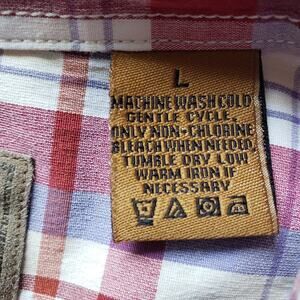 L
MACHINE WASH COLD
GENTLE CYCLE.
ONLY NON-CHLORINE
BLEACH WHEN NEEDED.
TUMBLE DRY LOW
WARM IRON IF
NECESSARY